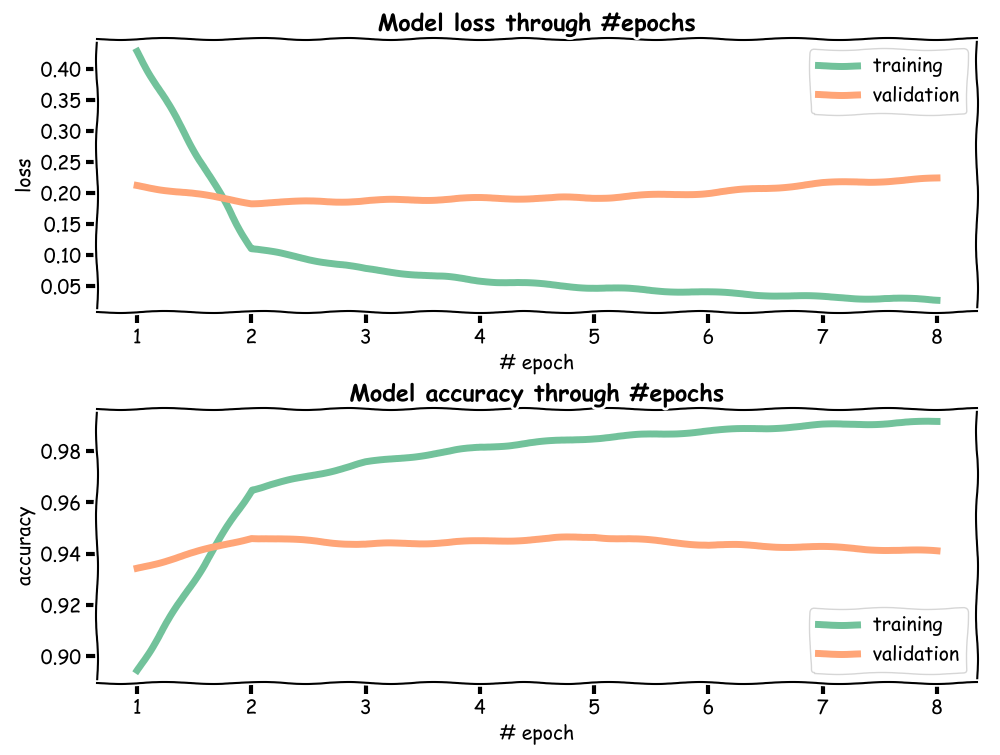 Model loss through #epochs
0.40
0.35
0.30
0.25
0.20
0.15
0.10
0.05
loss
training
validation
1 2 3 4 5 6 7 8
# epoch
Model accuracy through #epochs
0.98
0.96
0.94
0.92
0.90
accuracy
training
validation
1 2 3 4 5 6 7 8
# epoch